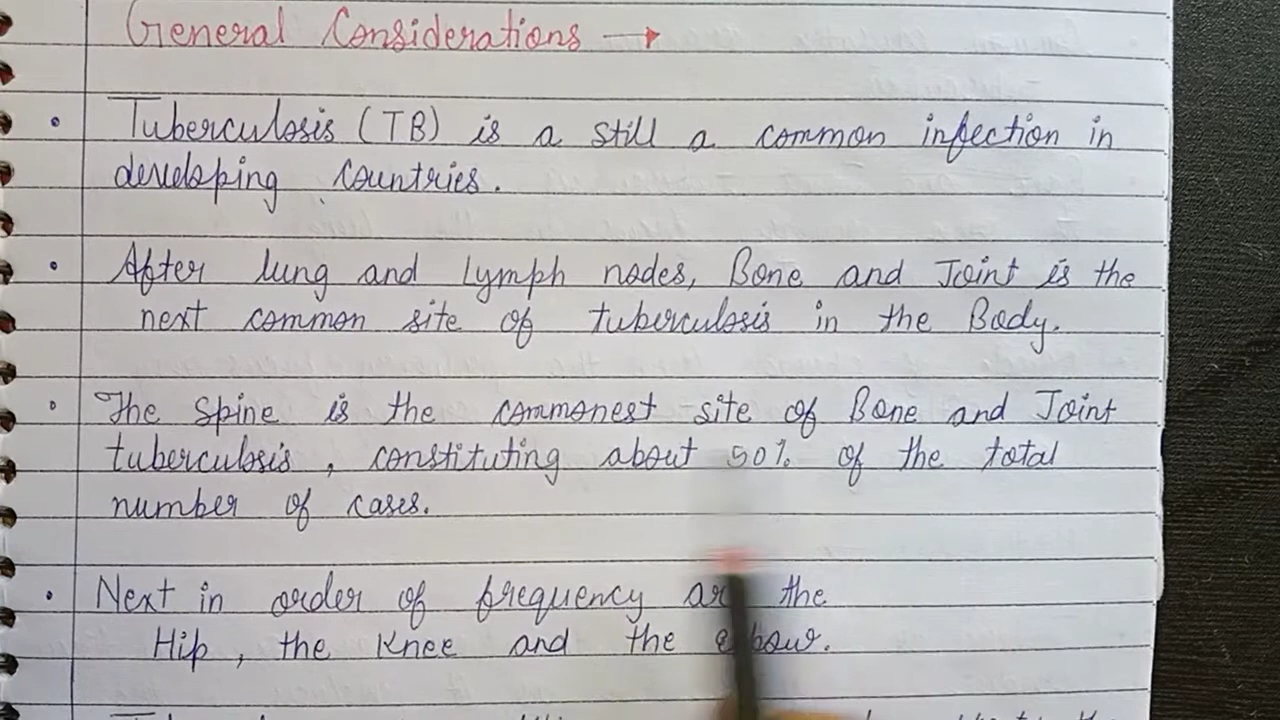 General Considerations →
• Tuberculosis (TB) is a still a common infection in
developing countries.
• After lung and Lymph nodes, Bone and Joint is the
next common site of tuberculosis in the Body.
• The Spine is the commonest site of Bone and Joint
tuberculosis, constituting about 50% of the total
number of cases.
• Next in order of frequency are the
Hip, the Knee and the elbow.